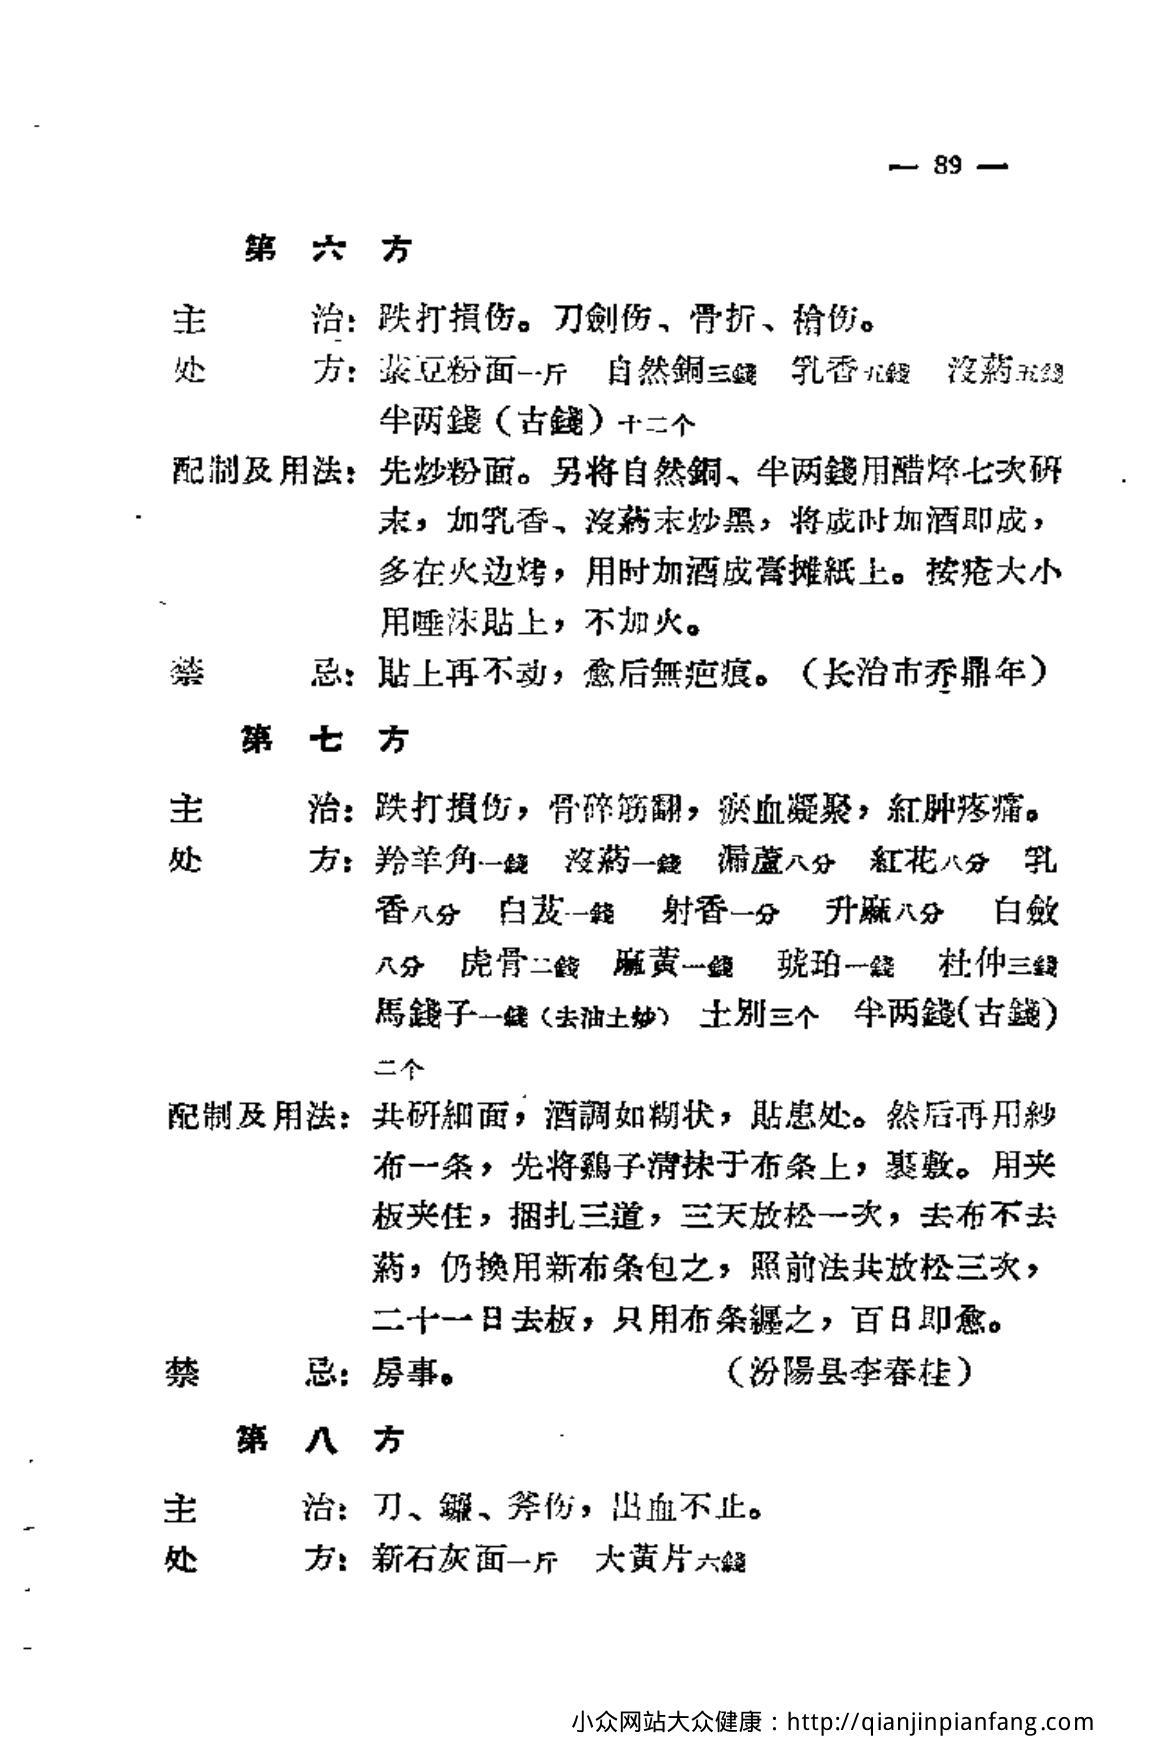 — 89 —
第六方
主治：跌打損伤。刀劍伤、骨折、槍伤。
处方：菉豆粉面一斤 自然銅三錢 乳香五錢 沒葯五錢
半两錢（古錢）十二个
配制及用法：先炒粉面。另将自然銅、半两錢用醋焠七次研
末，加乳香、沒葯末炒黑，将成时加酒即成，
多在火边烤，用时加酒成膏摊紙上。按疮大小
用唾沫貼上，不加火。
禁忌：貼上再不动，愈后無疤痕。（长治市乔鼎年）
第七方
主治：跌打損伤，骨碎筋翻，瘀血凝聚，紅肿疼痛。
处方：羚羊角一錢 沒葯一錢 漏蘆八分 紅花八分 乳
香八分 白芨一錢 射香一分 升麻八分 白斂
八分 虎骨二錢 麻黃一錢 琥珀一錢 杜仲三錢
馬錢子一錢（去油土炒） 土別三个 半两錢（古錢）
二个
配制及用法：共研細面，酒調如糊状，貼患处。然后再用紗
布一条，先将鷄子清抹于布条上，裹敷。用夹
板夹住，捆扎三道，三天放松一次，去布不去
葯，仍換用新布条包之，照前法共放松三次，
二十一日去板，只用布条纒之，百日即愈。
禁忌：房事。 （汾陽县李春桂）
第八方
主治：刀、鐮、斧伤，出血不止。
处方：新石灰面一斤 大黃片六錢
小众网站大众健康：http://qianjinpianfang.com